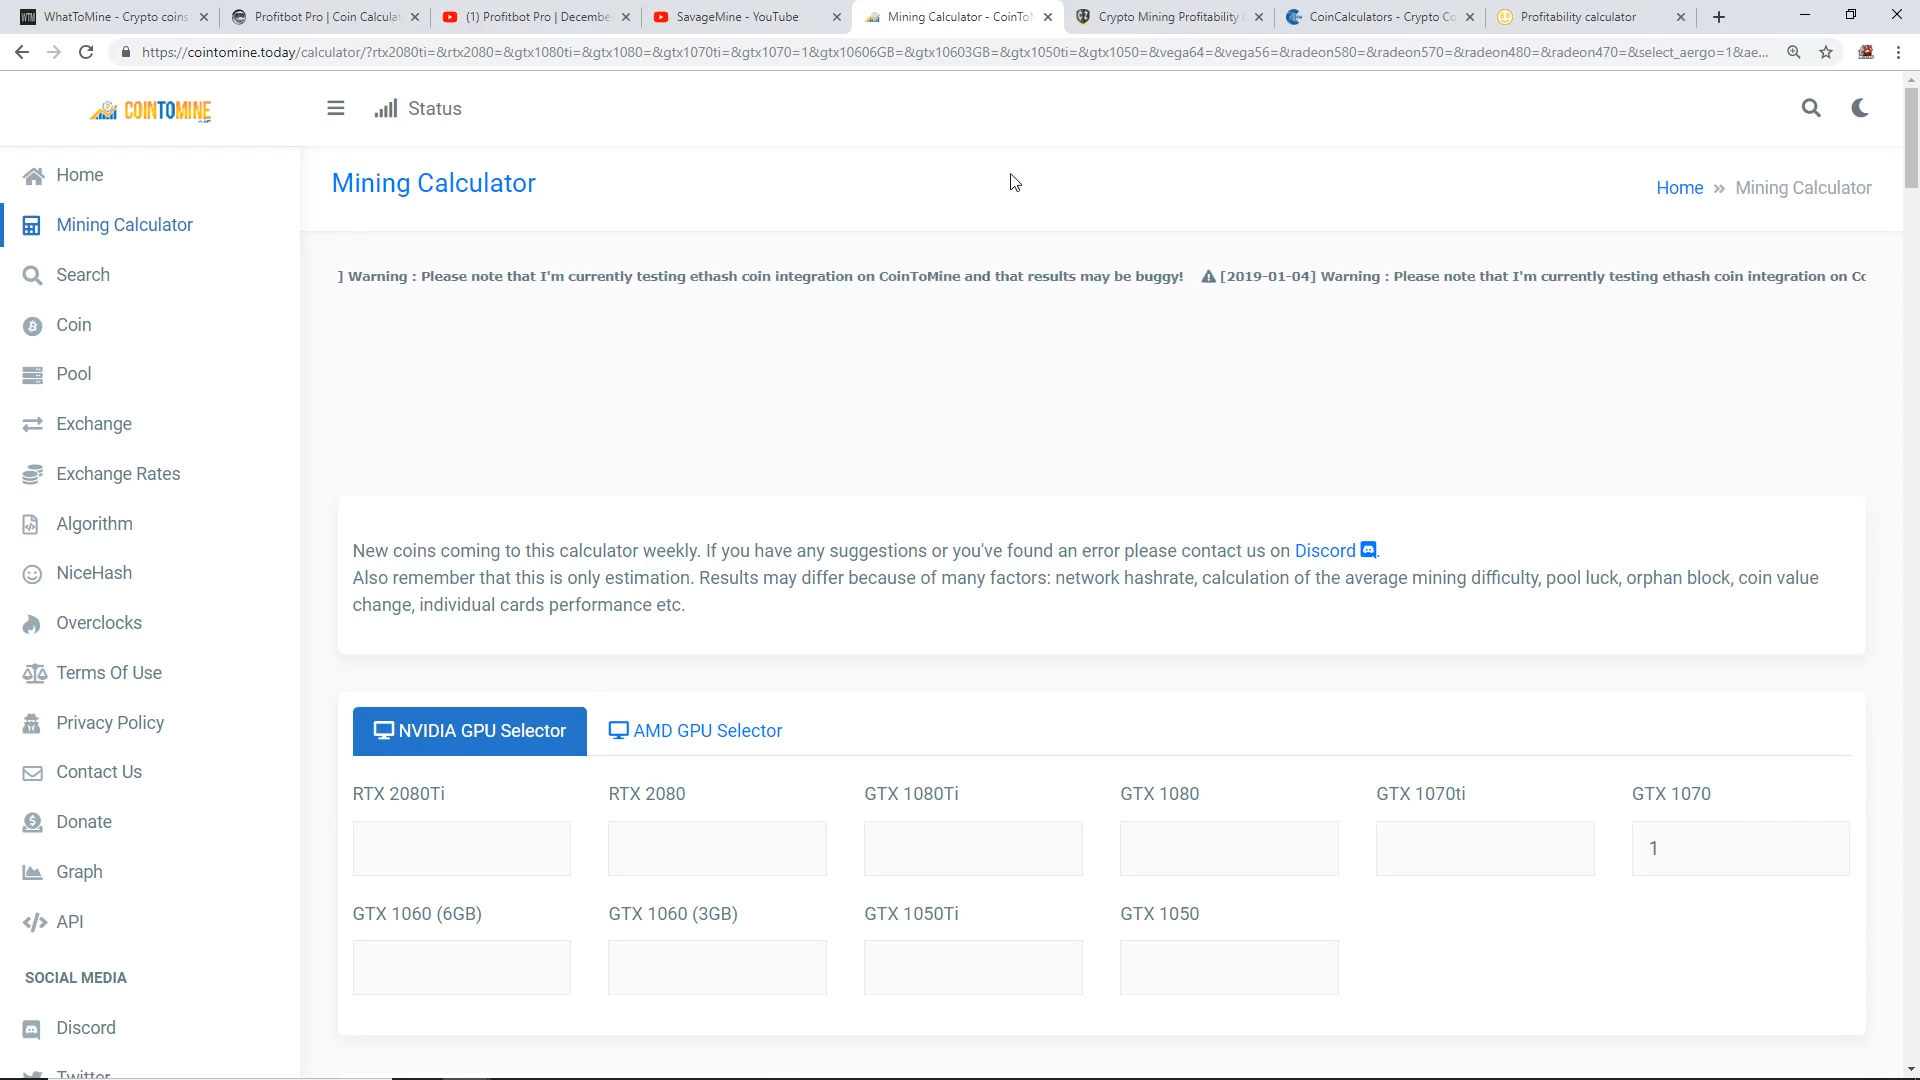 WTM WhatToMine - Crypto coins
Profitbot Pro | Coin Calculat
(1) Profitbot Pro | Decembe
SavageMine - YouTube
Mining Calculator - CoinToM
Crypto Mining Profitability
CoinCalculators - Crypto Co
Profitability calculator
https://cointomine.today/calculator/?rtx2080ti=&rtx2080=&gtx1080ti=&gtx1080=&gtx1070ti=&gtx1070=1&gtx10606GB=&gtx10603GB=&gtx1050ti=&gtx1050=&vega64=&vega56=&radeon580=&radeon570=&radeon480=&radeon470=&select_aergo=1&ae...
COINTOMINE
Status
Home
Mining Calculator
Search
Coin
Pool
Exchange
Exchange Rates
Algorithm
NiceHash
Overclocks
Terms Of Use
Privacy Policy
Contact Us
Donate
Graph
API
SOCIAL MEDIA
Discord
Twitter
Mining Calculator
Home » Mining Calculator
] Warning : Please note that I'm currently testing ethash coin integration on CoinToMine and that results may be buggy! [2019-01-04] Warning : Please note that I'm currently testing ethash coin integration on Cc
New coins coming to this calculator weekly. If you have any suggestions or you've found an error please contact us on Discord.
Also remember that this is only estimation. Results may differ because of many factors: network hashrate, calculation of the average mining difficulty, pool luck, orphan block, coin value
change, individual cards performance etc.
NVIDIA GPU Selector
AMD GPU Selector
RTX 2080Ti
RTX 2080
GTX 1080Ti
GTX 1080
GTX 1070ti
GTX 1070
1
GTX 1060 (6GB)
GTX 1060 (3GB)
GTX 1050Ti
GTX 1050